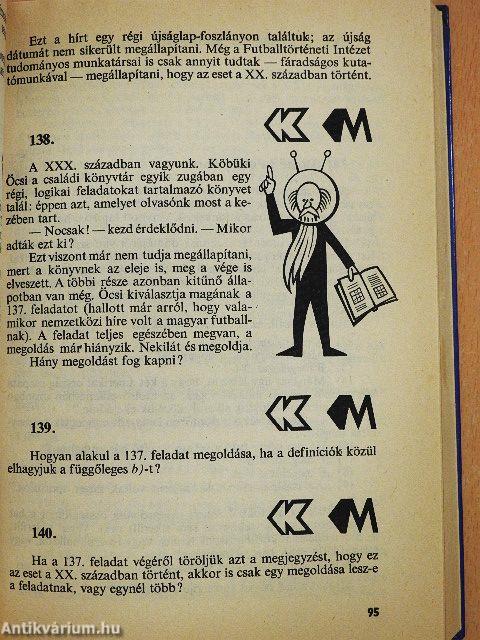 Ezt a hírt egy régi újságlap-foszlányon találtuk; az újság
dátumát nem sikerült megállapítani. Még a Futballtörténeti Intézet
tudományos munkatársai is csak annyit tudtak — fáradságos kuta-
tómunkával — megállapítani, hogy az eset a XX. században történt.
K M
138.
A XXX. században vagyunk. Köbüki
Öcsi a családi könyvtár egyik zugában egy
régi, logikai feladatokat tartalmazó könyvet
talál: éppen azt, amelyet olvasónk most a ke-
zében tart.
— Nocsak! — kezd érdeklődni. — Mikor
adták ezt ki?
Ezt viszont már nem tudja megállapítani,
mert a könyvnek az eleje is, meg a vége is
elveszett. A többi része azonban kitűnő álla-
potban van még. Öcsi kiválasztja magának a
137. feladatot (hallott már arról, hogy vala-
mikor nemzetközi híre volt a magyar futball-
nak). A feladat teljes egészében megvan, a
megoldás már hiányzik. Nekilát és megoldja.
Hány megoldást fog kapni?
K M
139.
Hogyan alakul a 137. feladat megoldása, ha a definíciók közül
elhagyjuk a függőleges b)-t?
K M
140.
Ha a 137. feladat végéről töröljük azt a megjegyzést, hogy ez
az eset a XX. században történt, akkor is csak egy megoldása lesz-e
a feladatnak, vagy egynél több?
95
Antikvárium.hu